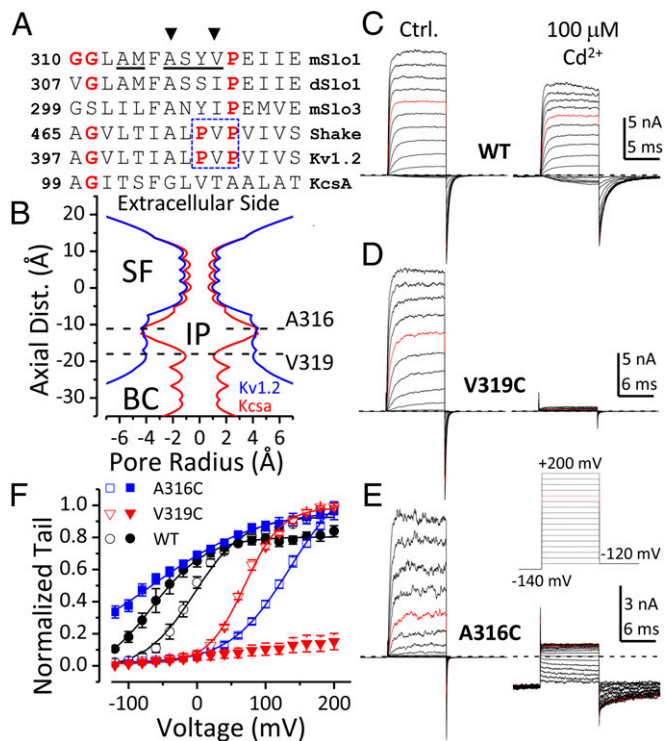 A
310 GGLAMFASYVPEIIE mSlo1
307 VGLAMFASSIPEIIE dSlo1
299 GSLILFANYIPEMVE mSlo3
465 AGVLTIALPVPVIVS Shake
397 AGVLTIALPVPVIVS Kv1.2
99 AGITSFGLVTAALAT KcsA
B
Extracellular Side
20
10
0
-10
-20
-30
Axial Dist. (Å)
SF
IP
BC
A316
V319
Kv1.2
Kcsa
-6 -4 -2 0 2 4 6
Pore Radius (Å)
C
Ctrl.
100 μM
Cd2+
WT
5 nA
5 ms
D
V319C
5 nA
6 ms
E
+200 mV
-120 mV
-140 mV
A316C
3 nA
6 ms
F
A316C
V319C
WT
1.0
0.8
0.6
0.4
0.2
0.0
Normalized Tail
-100 0 100 200
Voltage (mV)